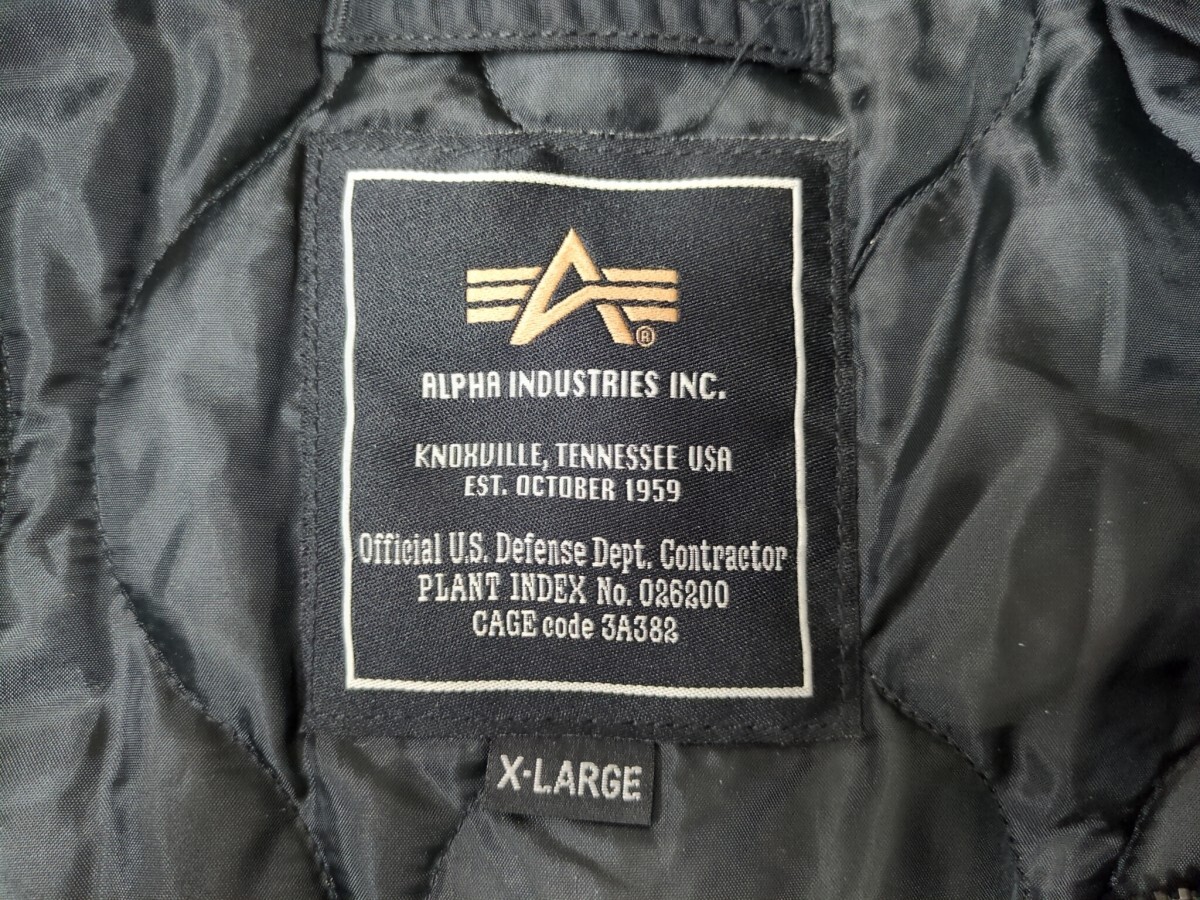 ®
ALPHA INDUSTRIES INC.
KNOXVILLE, TENNESSEE USA
EST. OCTOBER 1959
Official U.S. Defense Dept. Contractor
PLANT INDEX No. 026200
CAGE code 3A382
X-LARGE